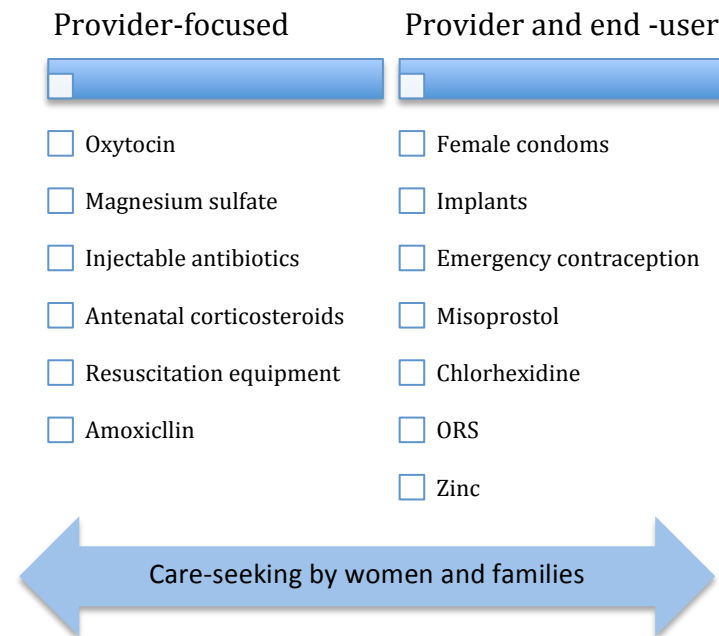 Provider-focused
Oxytocin
Magnesium sulfate
Injectable antibiotics
Antenatal corticosteroids
Resuscitation equipment
Amoxicllin
Provider and end -user
Female condoms
Implants
Emergency contraception
Misoprostol
Chlorhexidine
ORS
Zinc
Care-seeking by women and families